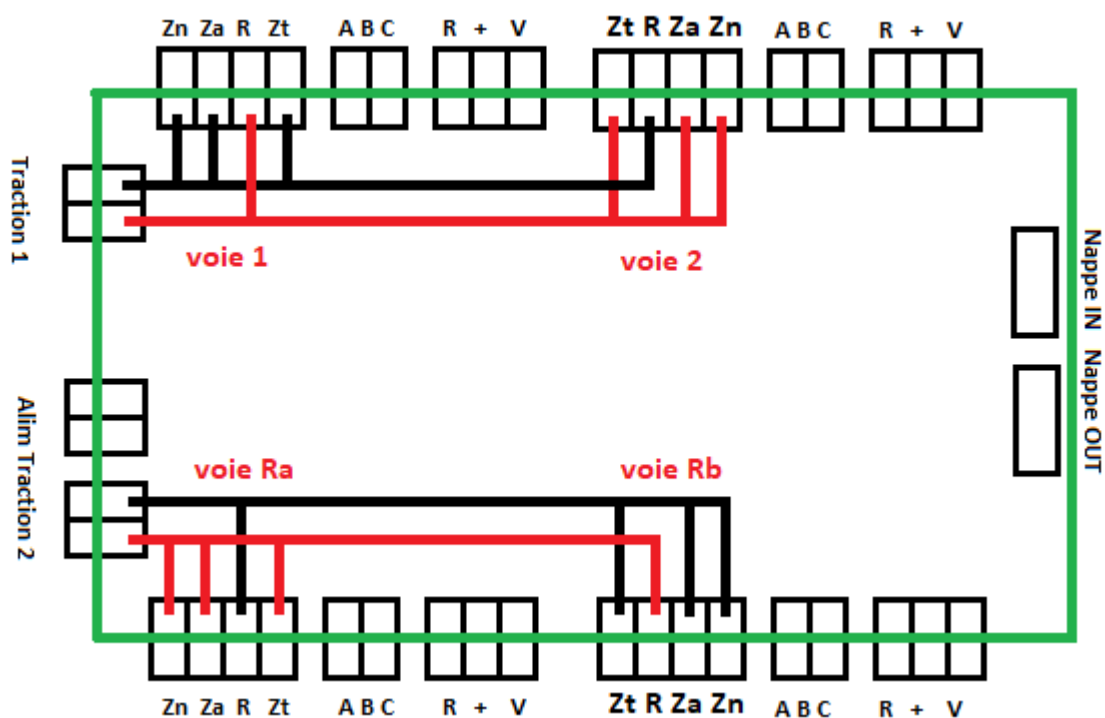 Zn Za R Zt A B C R + V Zt R Za Zn A B C R + V
Traction 1
voie 1 voie 2
Nappe IN
Nappe OUT
Alim Traction 2
voie Ra voie Rb
Zn Za R Zt A B C R + V Zt R Za Zn A B C R + V